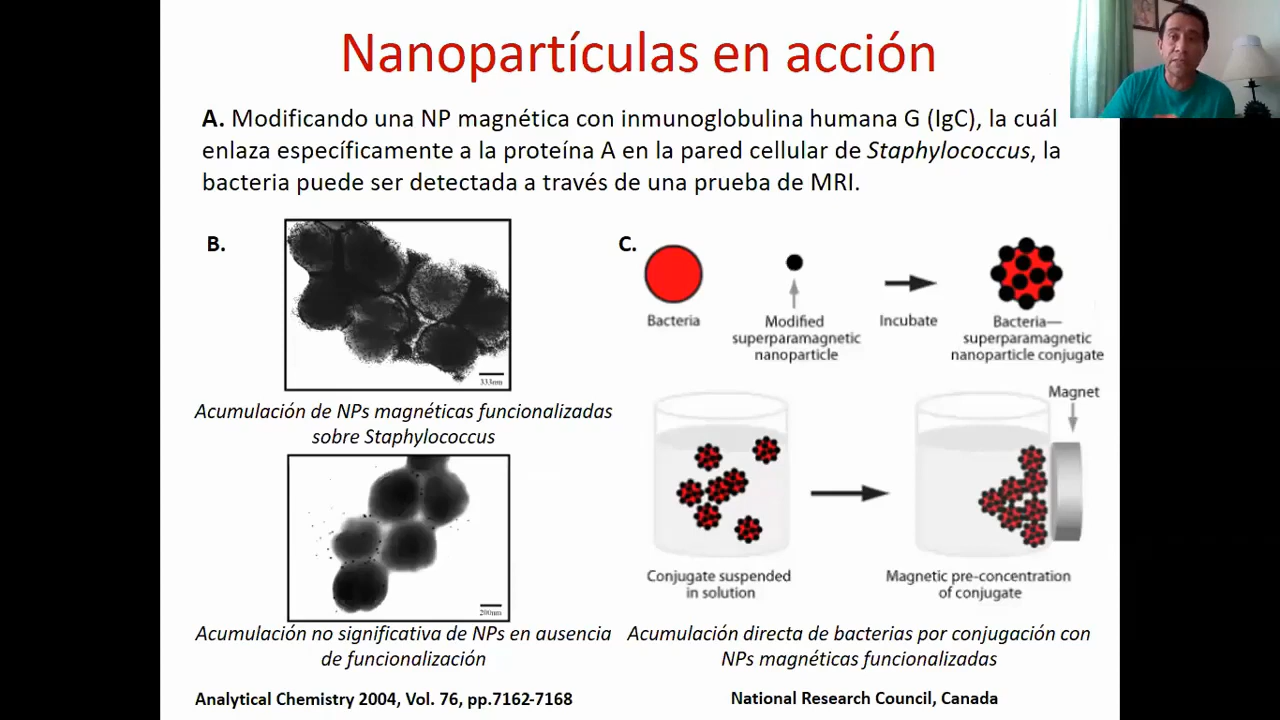 Nanopartículas en acción
A. Modificando una NP magnética con inmunoglobulina humana G (IgC), la cuál
enlaza específicamente a la proteína A en la pared cellular de Staphylococcus, la
bacteria puede ser detectada a través de una prueba de MRI.
B.
333nm
Acumulación de NPs magnéticas funcionalizadas
sobre Staphylococcus
200nm
Acumulación no significativa de NPs en ausencia
de funcionalización
Analytical Chemistry 2004, Vol. 76, pp.7162-7168
C.
Bacteria
Modified
superparamagnetic
nanoparticle
Incubate
Bacteria—
superparamagnetic
nanoparticle conjugate
Magnet
Conjugate suspended
in solution
Magnetic pre-concentration
of conjugate
Acumulación directa de bacterias por conjugación con
NPs magnéticas funcionalizadas
National Research Council, Canada